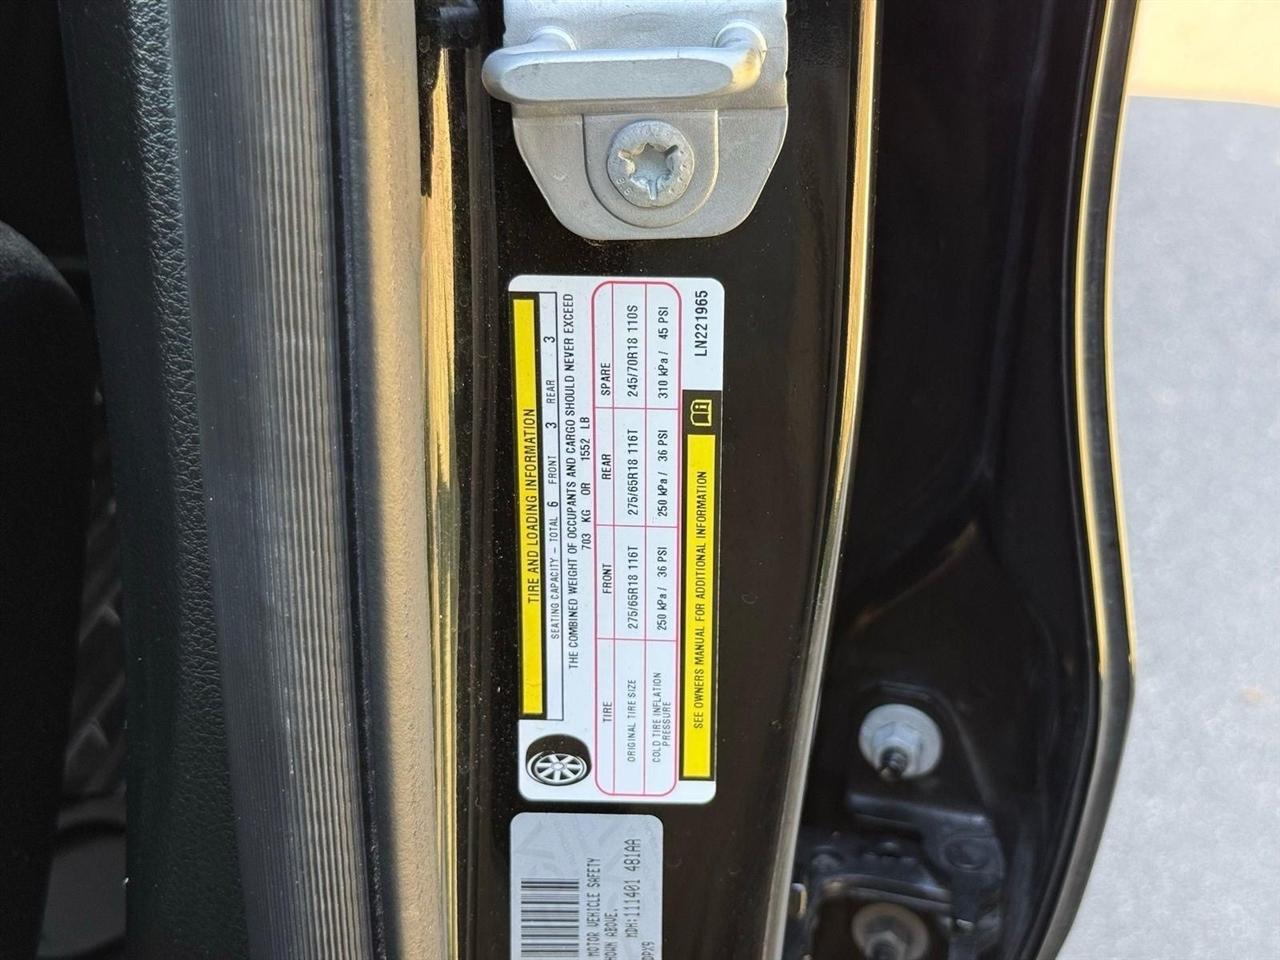 TIRE AND LOADING INFORMATION
SEATING CAPACITY – TOTAL 6 FRONT 3 REAR 3
THE COMBINED WEIGHT OF OCCUPANTS AND CARGO SHOULD NEVER EXCEED
703 KG OR 1552 LB
TIRE FRONT REAR SPARE
ORIGINAL TIRE SIZE 275/65R18 116T 275/65R18 116T 245/70R18 110S
COLD TIRE INFLATION PRESSURE 250 kPa / 36 PSI 250 kPa / 36 PSI 310 kPa / 45 PSI
SEE OWNERS MANUAL FOR ADDITIONAL INFORMATION
LN221965
MOTOR VEHICLE SAFETY
HOWN ABOVE.
MDH:111401 481AA